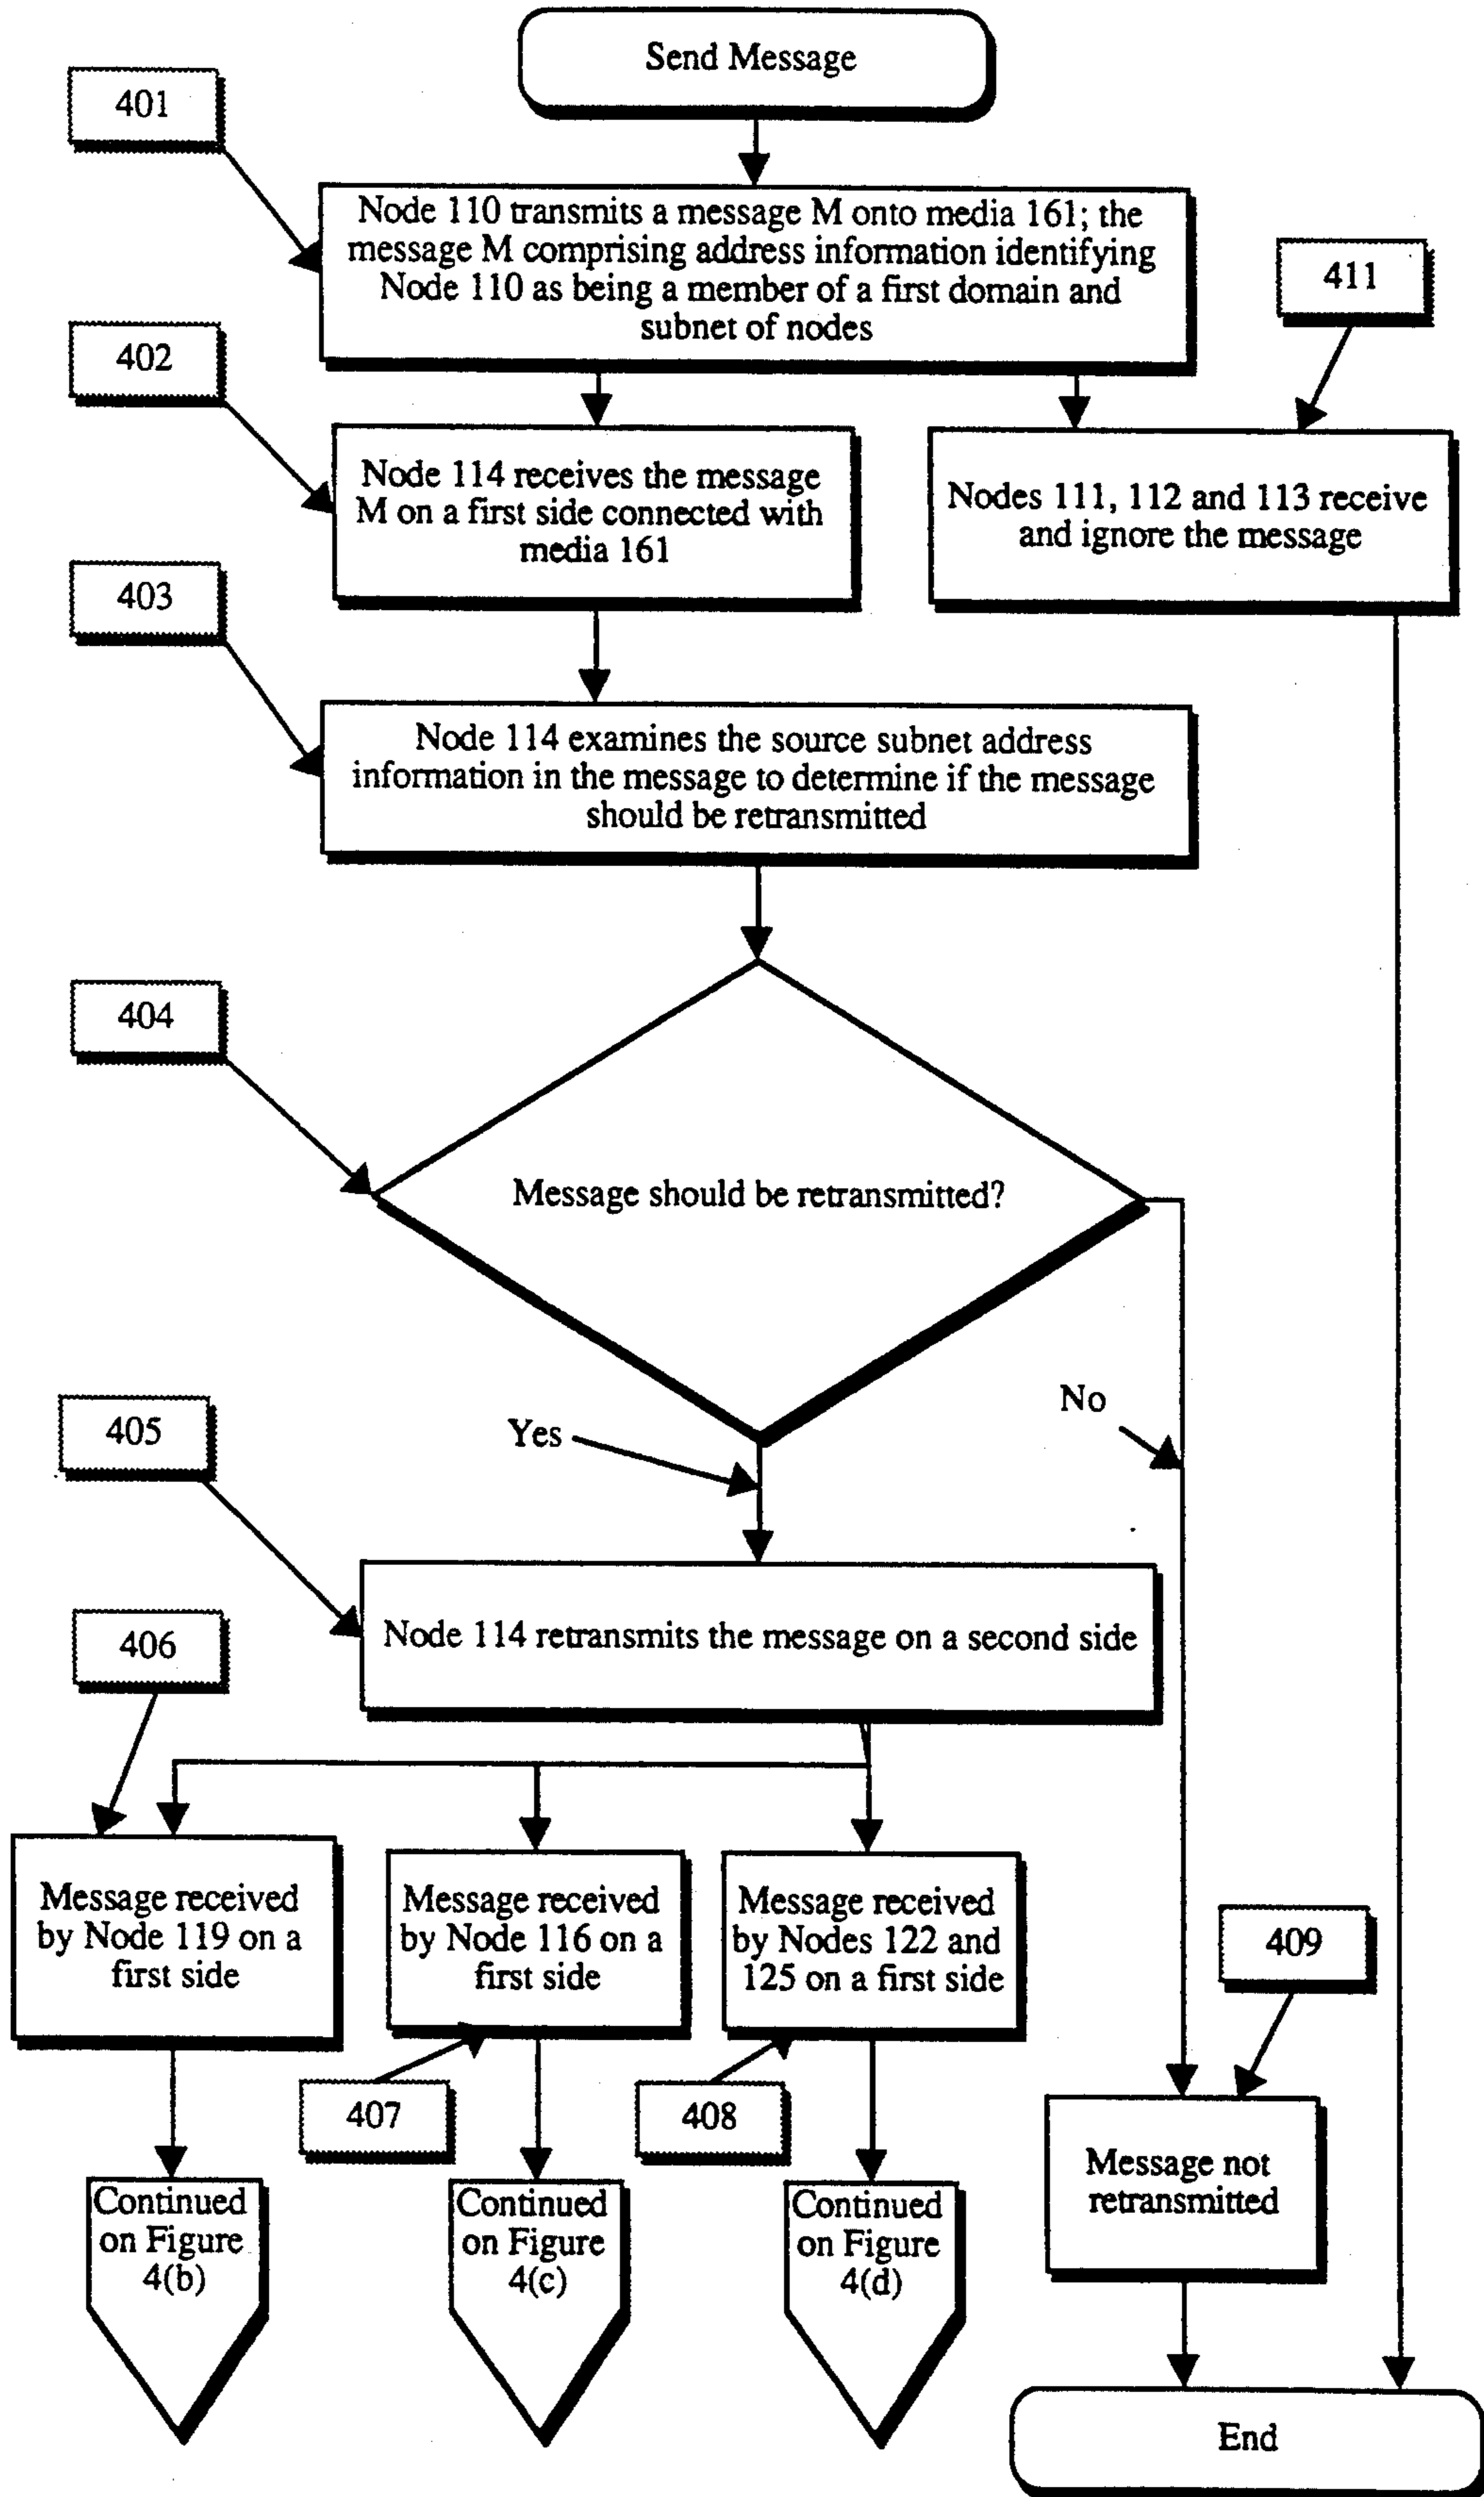 Send Message
401
Node 110 transmits a message M onto media 161; the
message M comprising address information identifying
Node 110 as being a member of a first domain and
subnet of nodes
411
402
Node 114 receives the message
M on a first side connected with
media 161
Nodes 111, 112 and 113 receive
and ignore the message
403
Node 114 examines the source subnet address
information in the message to determine if the message
should be retransmitted
404
Message should be retransmitted?
No
Yes
405
Node 114 retransmits the message on a second side
406
Message received
by Node 119 on a
first side
Message received
by Node 116 on a
first side
Message received
by Nodes 122 and
125 on a first side
409
407
408
Message not
retransmitted
Continued
on Figure
4(b)
Continued
on Figure
4(c)
Continued
on Figure
4(d)
End